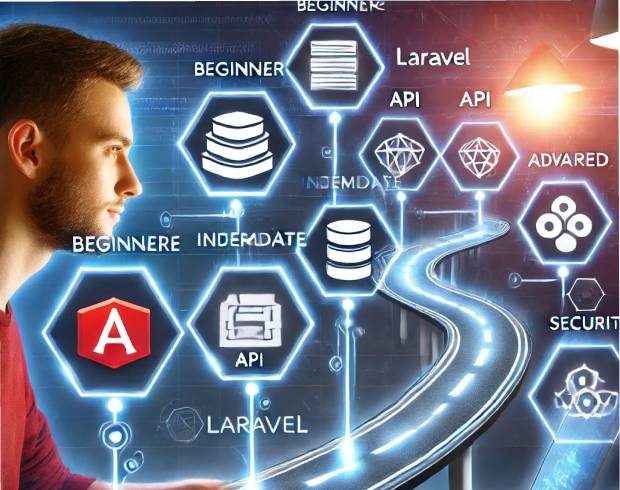 BEGINNER
Laravel
BEGINNER
API
API
INDEMDATE
ADVARED
BEGINNERE
INDEMDATE
SECURIT
A
API
LARAVEL